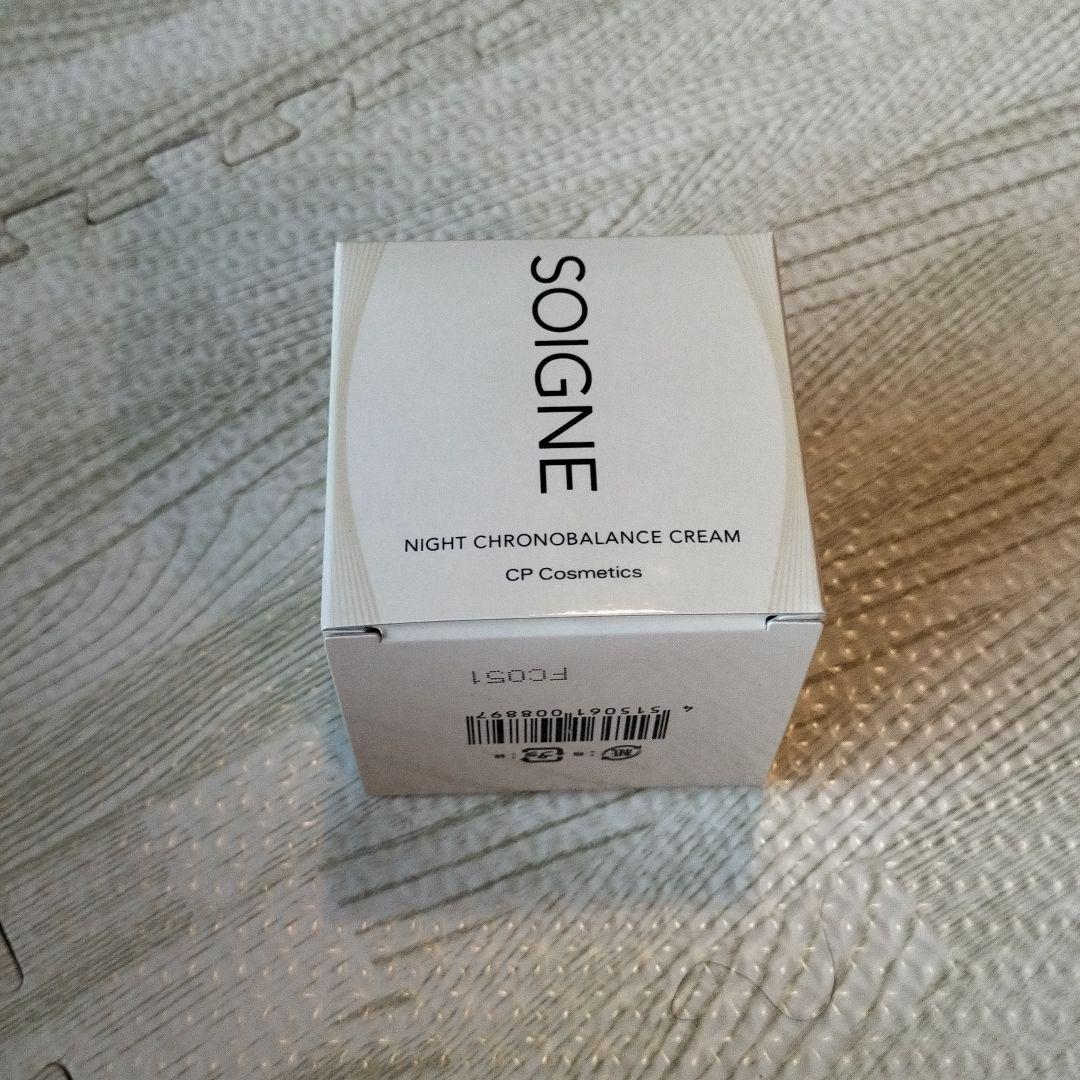 SOIGNE
NIGHT CHRONOBALANCE CREAM
CP Cosmetics
FC051
4 515061 008897